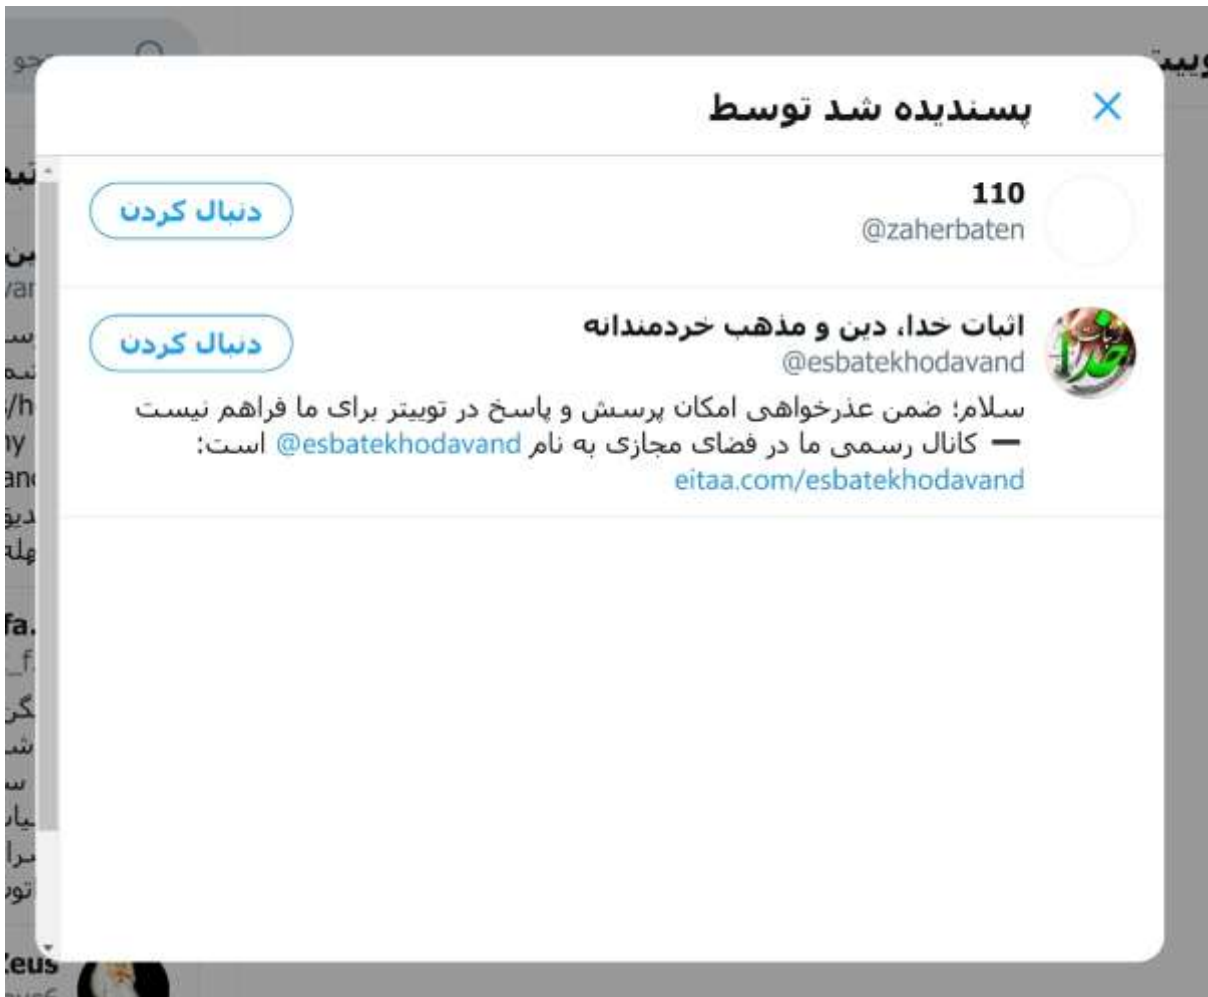 پسندیده شد توسط
110
@zaherbaten
دنبال کردن
اثبات خدا، دین و مذهب خردمندانه
@esbatekhodavand
دنبال کردن
سلام؛ ضمن عذرخواهی امکان پرسش و پاسخ در توییتر برای ما فراهم نیست
━ کانال رسمی ما در فضای مجازی به نام esbatekhodavand@ است؛
eitaa.com/esbatekhodavand